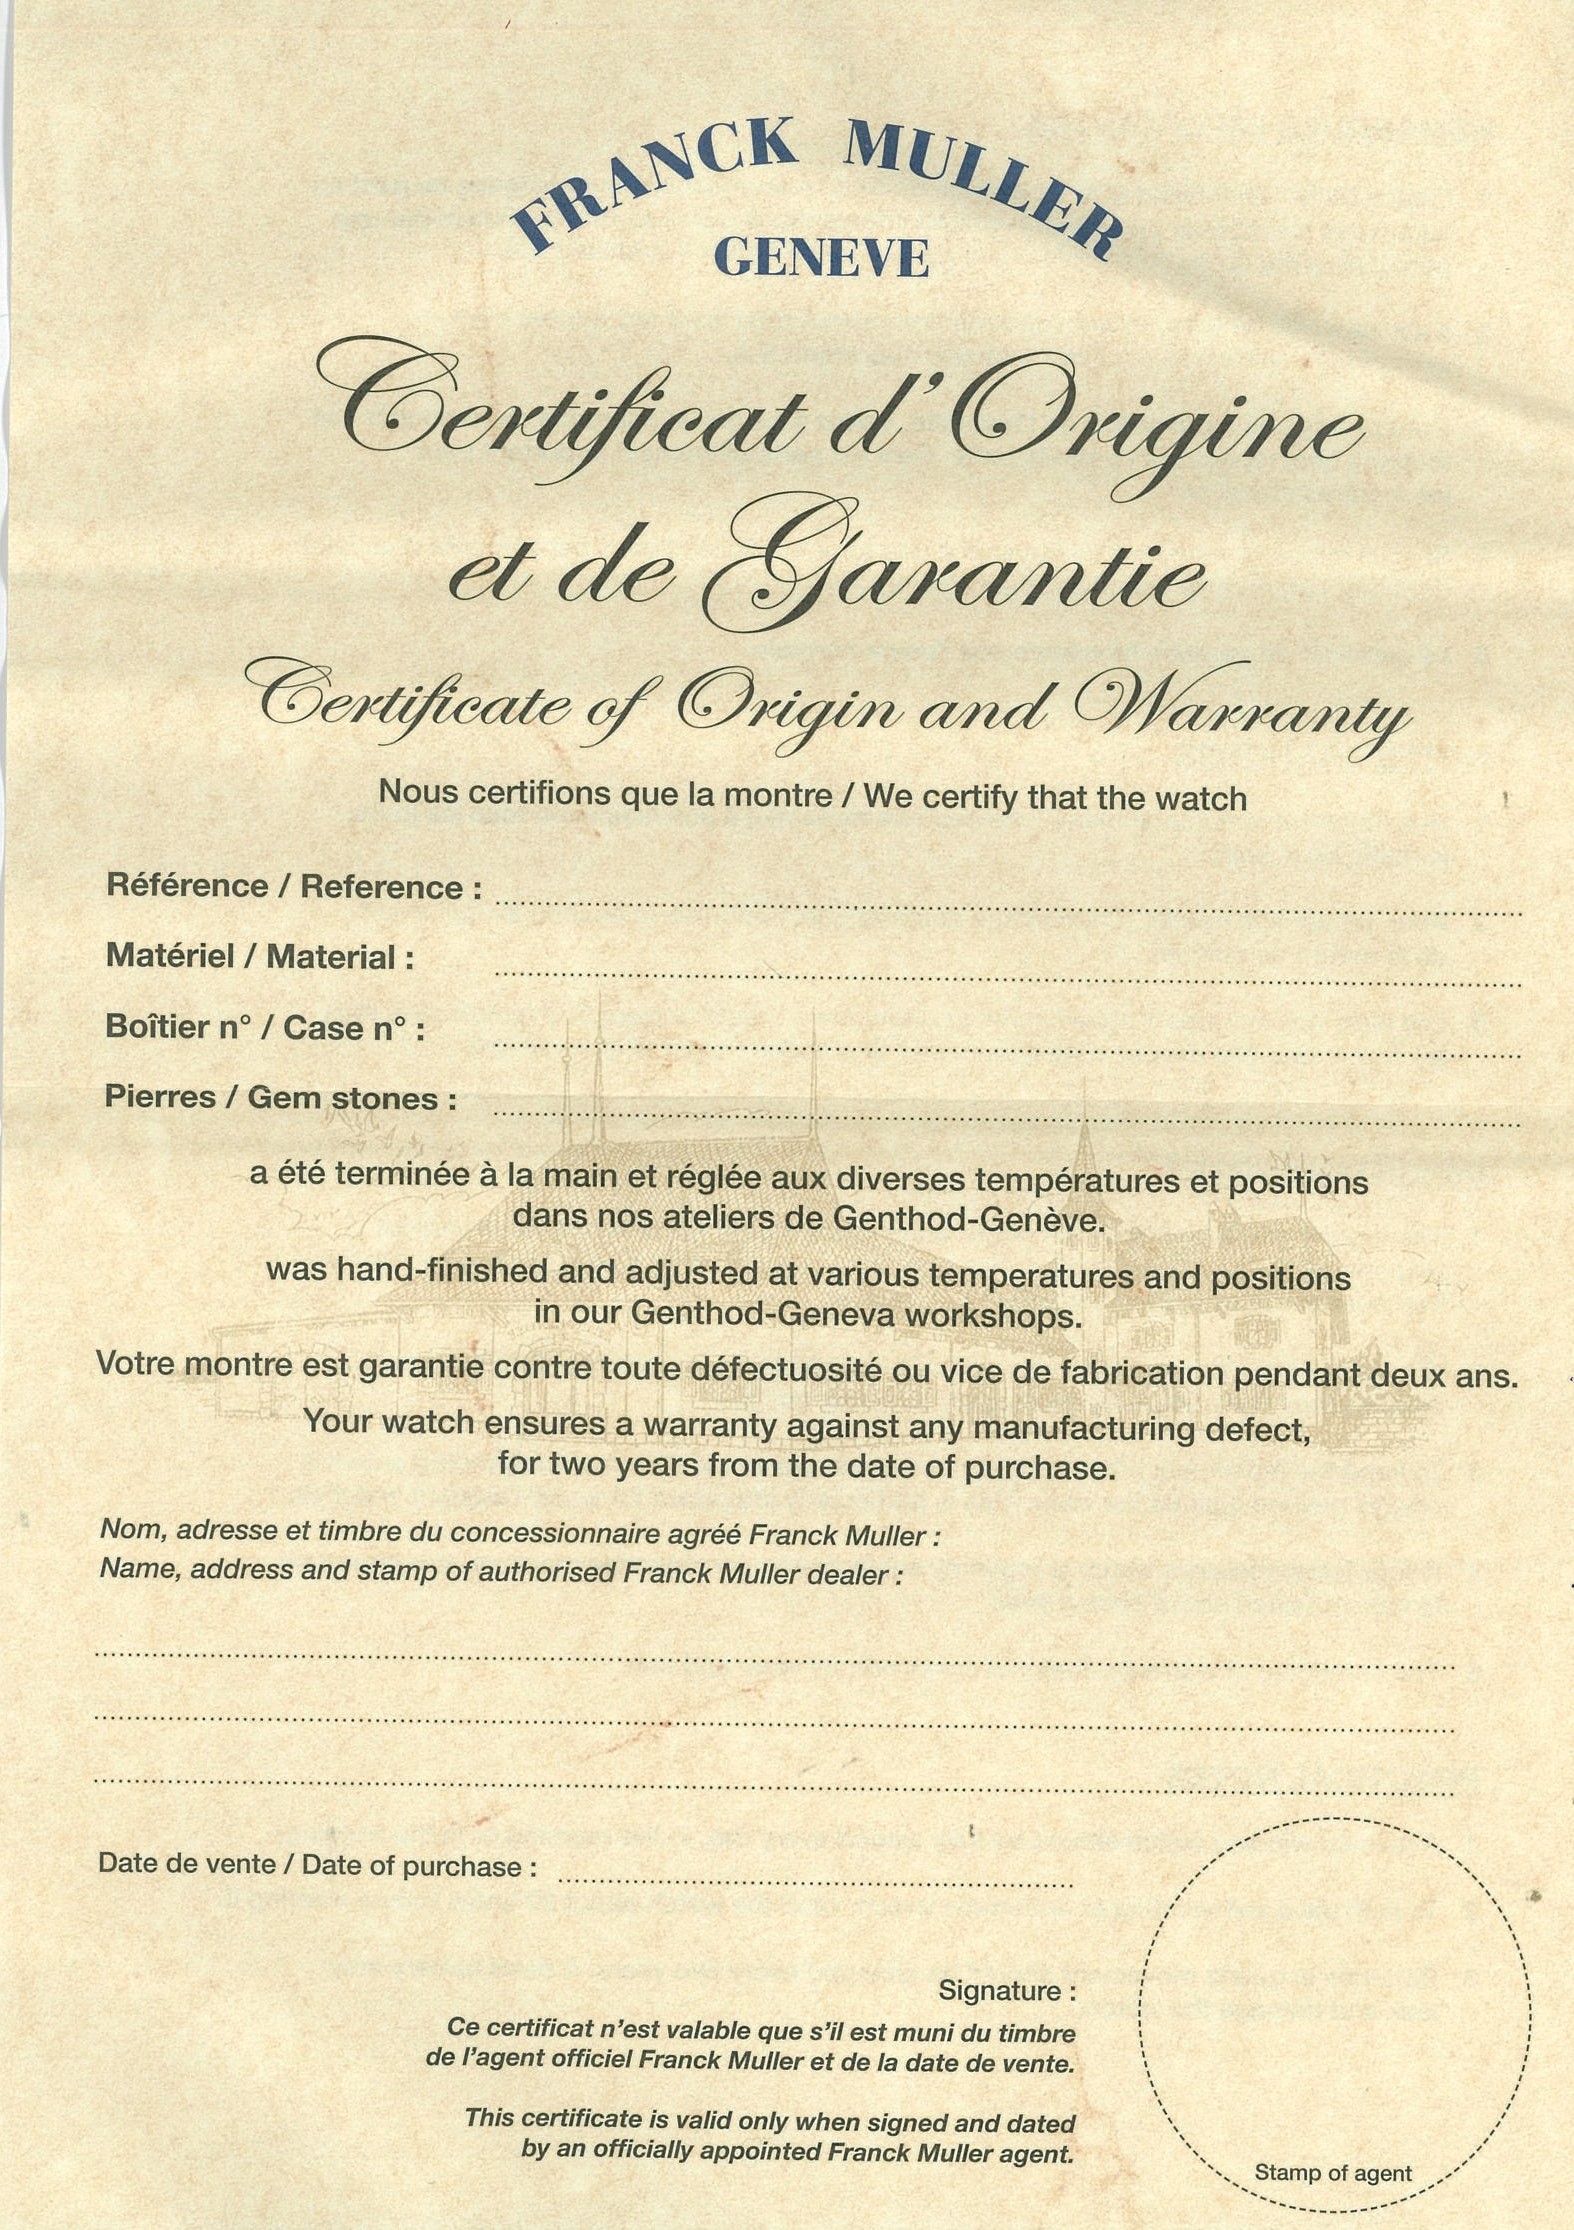 FRANCK MULLER
GENEVE
Certificat d'Origine
et de Garantie
Certificate of Origin and Warranty
Nous certifions que la montre / We certify that the watch
Référence / Reference :
Matériel / Material :
Boîtier n° / Case n° :
Pierres / Gem stones :
a été terminée à la main et réglée aux diverses températures et positions
dans nos ateliers de Genthod-Genève.
was hand-finished and adjusted at various temperatures and positions
in our Genthod-Geneva workshops.
Votre montre est garantie contre toute défectuosité ou vice de fabrication pendant deux ans.
Your watch ensures a warranty against any manufacturing defect,
for two years from the date of purchase.
Nom, adresse et timbre du concessionnaire agréé Franck Muller :
Name, address and stamp of authorised Franck Muller dealer :
Date de vente / Date of purchase :
Signature :
Ce certificat n'est valable que s'il est muni du timbre
de l'agent officiel Franck Muller et de la date de vente.
This certificate is valid only when signed and dated
by an officially appointed Franck Muller agent.
Stamp of agent